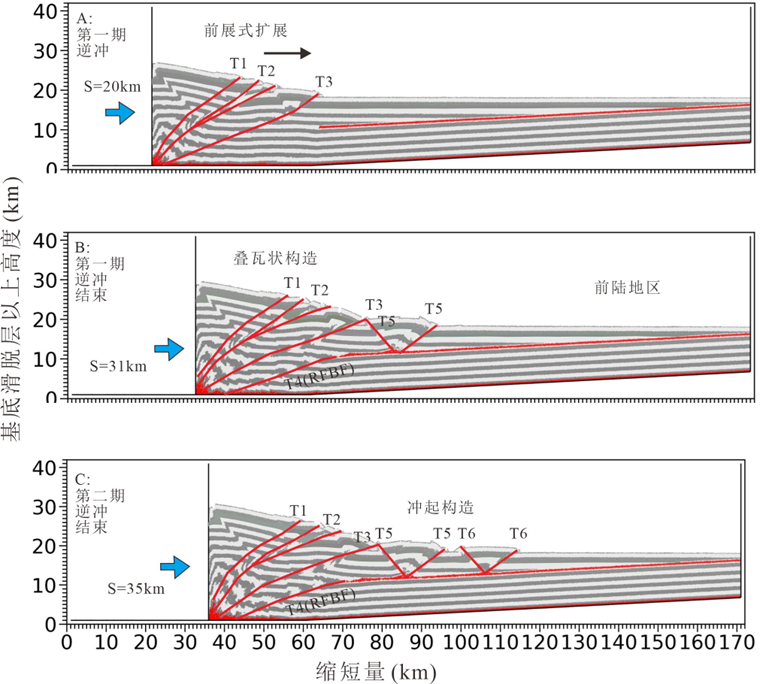 A:
第一期
逆冲
前展式扩展
T1
T2
T3
S=20km
40
30
20
10
0
B:
第一期
逆冲
结束
叠瓦状构造
前陆地区
T1
T2
T3
T5
T5
T4(RFBF)
S=31km
40
30
20
10
0
C:
第二期
逆冲
结束
冲起构造
T1
T2
T3
T5
T5
T6
T6
T4(RFBF)
S=35km
40
30
20
10
0
0 10 20 30 40 50 60 70 80 90 100 110 120 130 140 150 160 170
缩短量(km)
基底滑脱层以上高度(km)